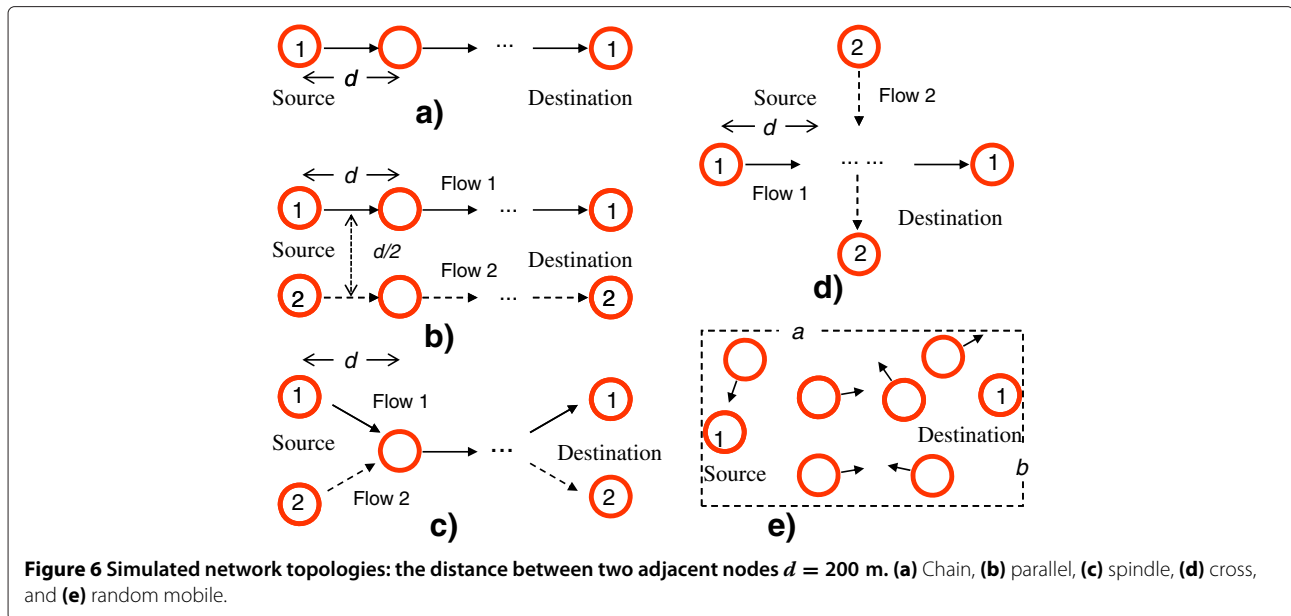 1 ... 1
d
Source Destination
a)
d Flow 1
1 ... 1
Source d/2 Destination
Flow 2
2 ... 2
b)
d
1 Flow 1 1
Source ... Destination
2 Flow 2 2
c)
2
Source Flow 2
d
1 ... ... 1
Flow 1
Destination
2
d)
a
1
1 Destination
Source b
e)
Figure 6 Simulated network topologies: the distance between two adjacent nodes d = 200 m. (a) Chain, (b) parallel, (c) spindle, (d) cross,
and (e) random mobile.